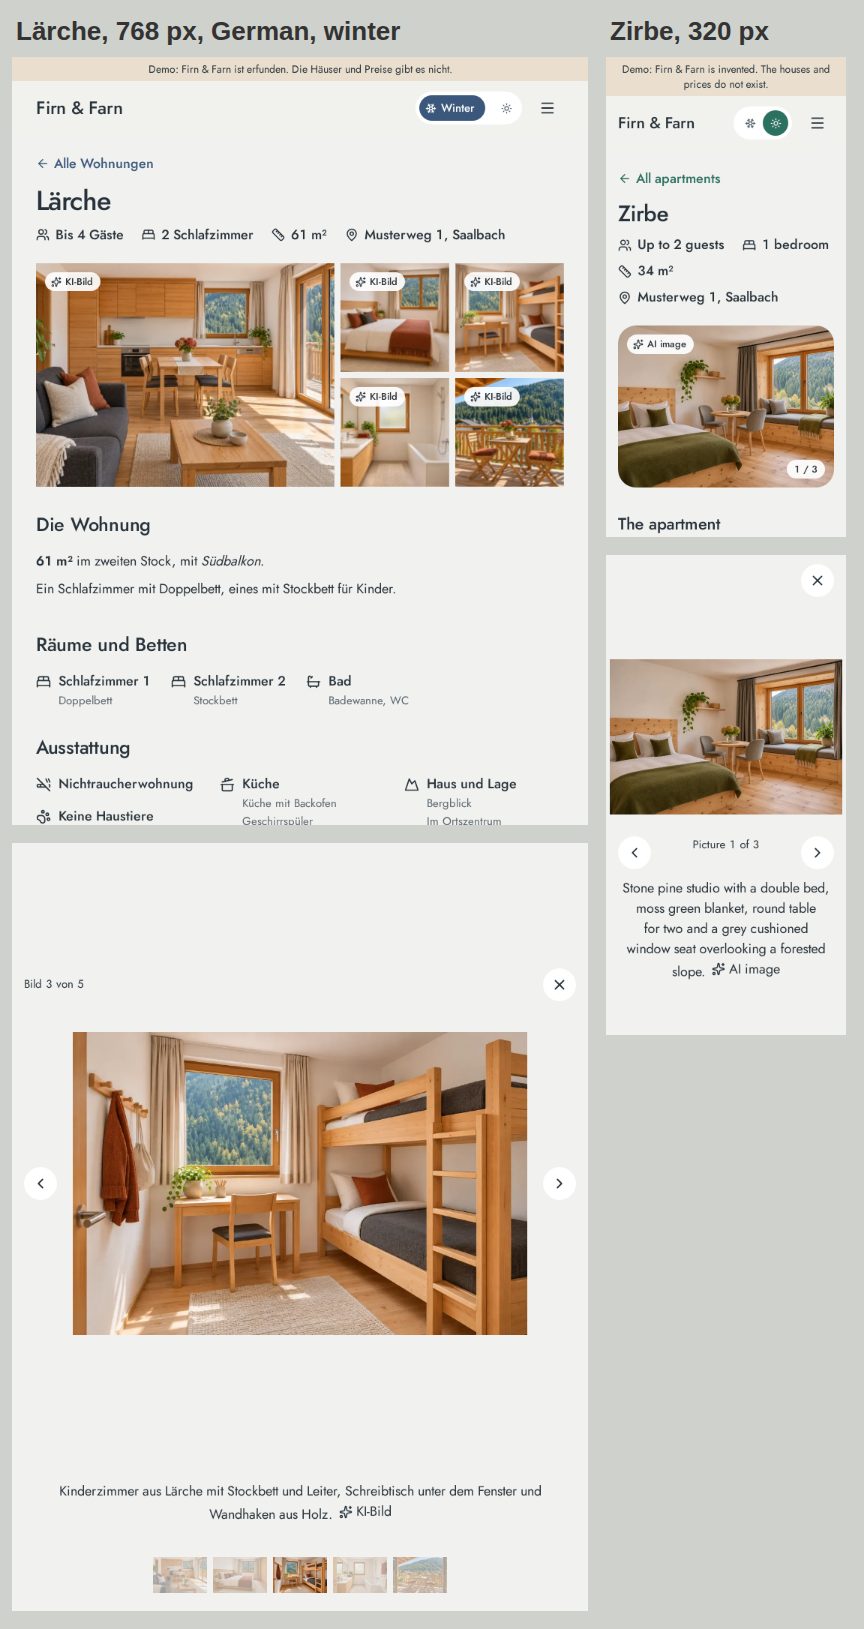 Lärche, 768 px, German, winter
Demo: Firn & Farn ist erfunden. Die Häuser und Preise gibt es nicht.
Firn & Farn
Winter
Alle Wohnungen
Lärche
Bis 4 Gäste
2 Schlafzimmer
61 m²
Musterweg 1, Saalbach
KI-Bild
KI-Bild
KI-Bild
KI-Bild
KI-Bild
Die Wohnung
61 m² im zweiten Stock, mit Südbalkon.
Ein Schlafzimmer mit Doppelbett, eines mit Stockbett für Kinder.
Räume und Betten
Schlafzimmer 1
Doppelbett
Schlafzimmer 2
Stockbett
Bad
Badewanne, WC
Ausstattung
Nichtraucherwohnung
Keine Haustiere
Küche
Küche mit Backofen
Geschirrspüler
Haus und Lage
Bergblick
Im Ortszentrum
Bild 3 von 5
Kinderzimmer aus Lärche mit Stockbett und Leiter, Schreibtisch unter dem Fenster und
Wandhaken aus Holz. KI-Bild
Zirbe, 320 px
Demo: Firn & Farn is invented. The houses and
prices do not exist.
Firn & Farn
All apartments
Zirbe
Up to 2 guests
1 bedroom
34 m²
Musterweg 1, Saalbach
AI image
1 / 3
The apartment
Picture 1 of 3
Stone pine studio with a double bed,
moss green blanket, round table
for two and a grey cushioned
window seat overlooking a forested
slope. AI image